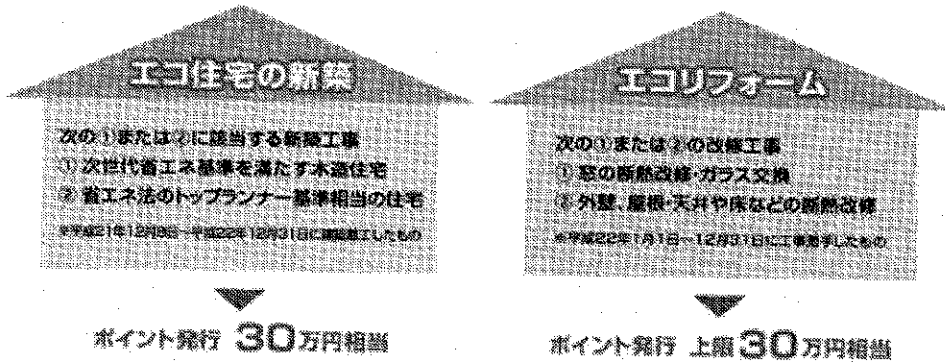 エコ住宅の新築
次の①または②に該当する新築工事
① 次世代省エネ基準を満たす木造住宅
② 省エネ法のトップランナー基準相当の住宅
※平成21年12月8日~平成22年12月31日に建築着工したもの
ポイント発行 30万円相当
エコリフォーム
次の①または②の改修工事
① 窓の断熱改修・ガラス交換
② 外壁、屋根・天井や床などの断熱改修
※平成22年1月1日~12月31日に工事着手したもの
ポイント発行 上限30万円相当